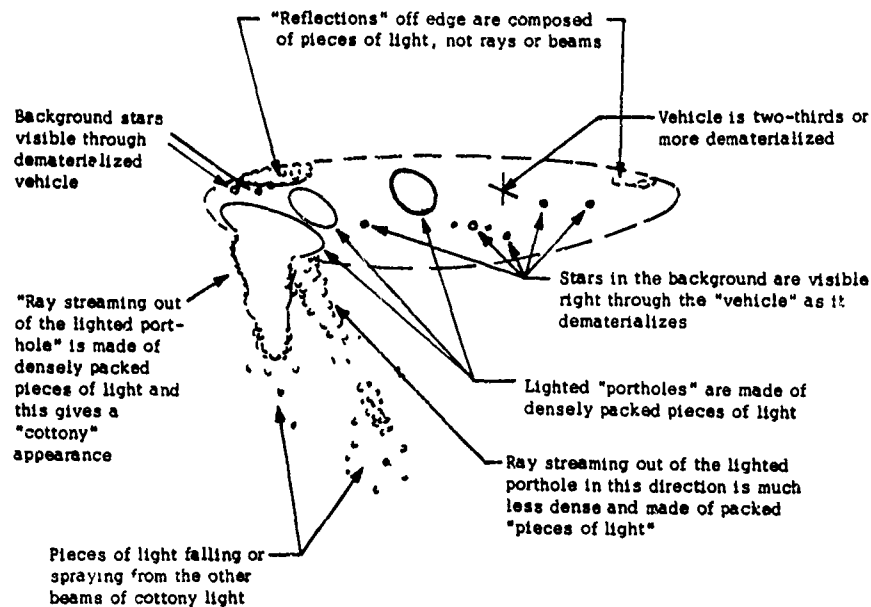 "Reflections" off edge are composed
of pieces of light, not rays or beams
Background stars
visible through
dematerialized
vehicle
Vehicle is two-thirds or
more dematerialized
Stars in the background are visible
right through the "vehicle" as it
dematerializes
"Ray streaming out
of the lighted port-
hole" is made of
densely packed
pieces of light and
this gives a
"cottony"
appearance
Lighted "portholes" are made of
densely packed pieces of light
Ray streaming out of the lighted
porthole in this direction is much
less dense and made of packed
"pieces of light"
Pieces of light falling or
spraying from the other
beams of cottony light